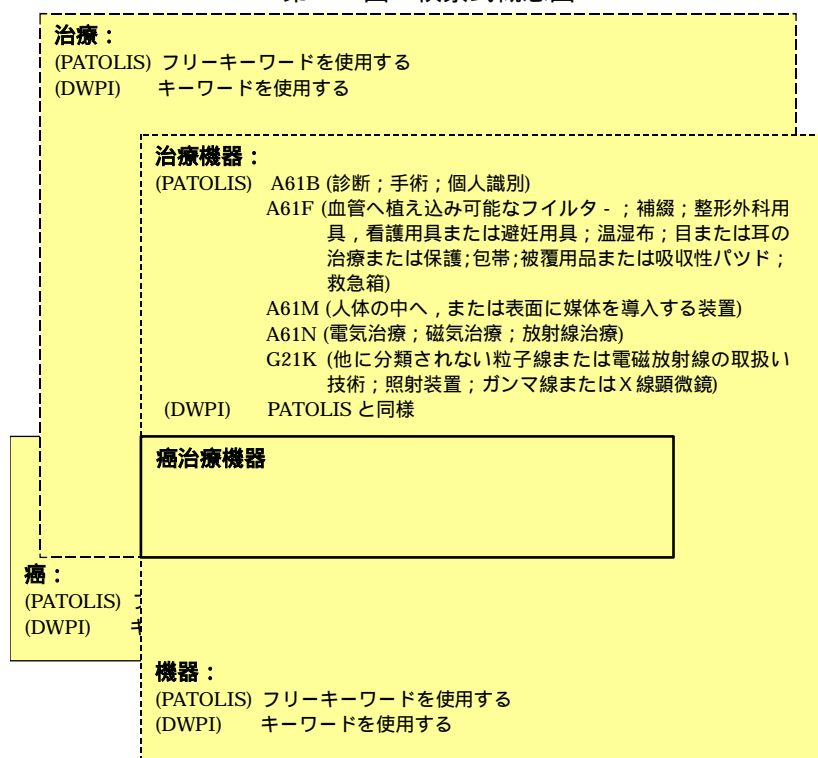 治療：
(PATOLIS) フリーキーワードを使用する
(DWPI) キーワードを使用する
治療機器：
(PATOLIS) A61B (診断；手術；個人識別)
A61F (血管へ植え込み可能なフイルタ - ；補綴；整形外科用
具，看護用具または避妊用具；温湿布；目または耳の
治療または保護；包帯；被覆用品または吸収性パツド；
救急箱)
A61M (人体の中へ，または表面に媒体を導入する装置)
A61N (電気治療；磁気治療；放射線治療)
G21K (他に分類されない粒子線または電磁放射線の取扱い
技術；照射装置；ガンマ線またはＸ線顕微鏡)
(DWPI) PATOLIS と同様
癌治療機器
癌：
(PATOLIS)
(DWPI)
機器：
(PATOLIS) フリーキーワードを使用する
(DWPI) キーワードを使用する